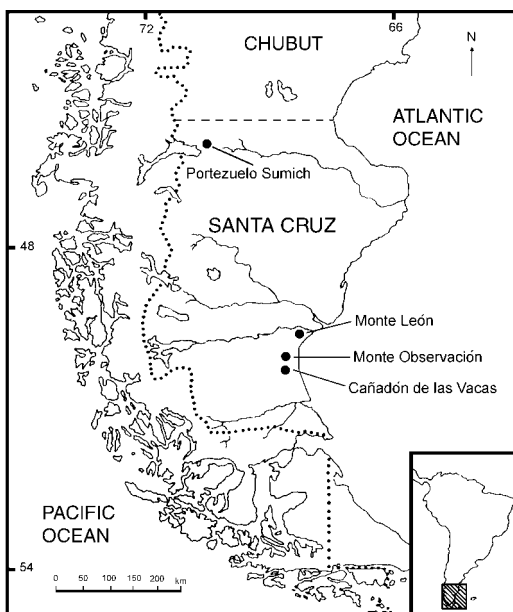 72
66
CHUBUT
N
ATLANTIC
OCEAN
Portezuelo Sumich
SANTA CRUZ
48
Monte León
Monte Observación
Cañadón de las Vacas
PACIFIC
OCEAN
54
0 50 100 150 200
km